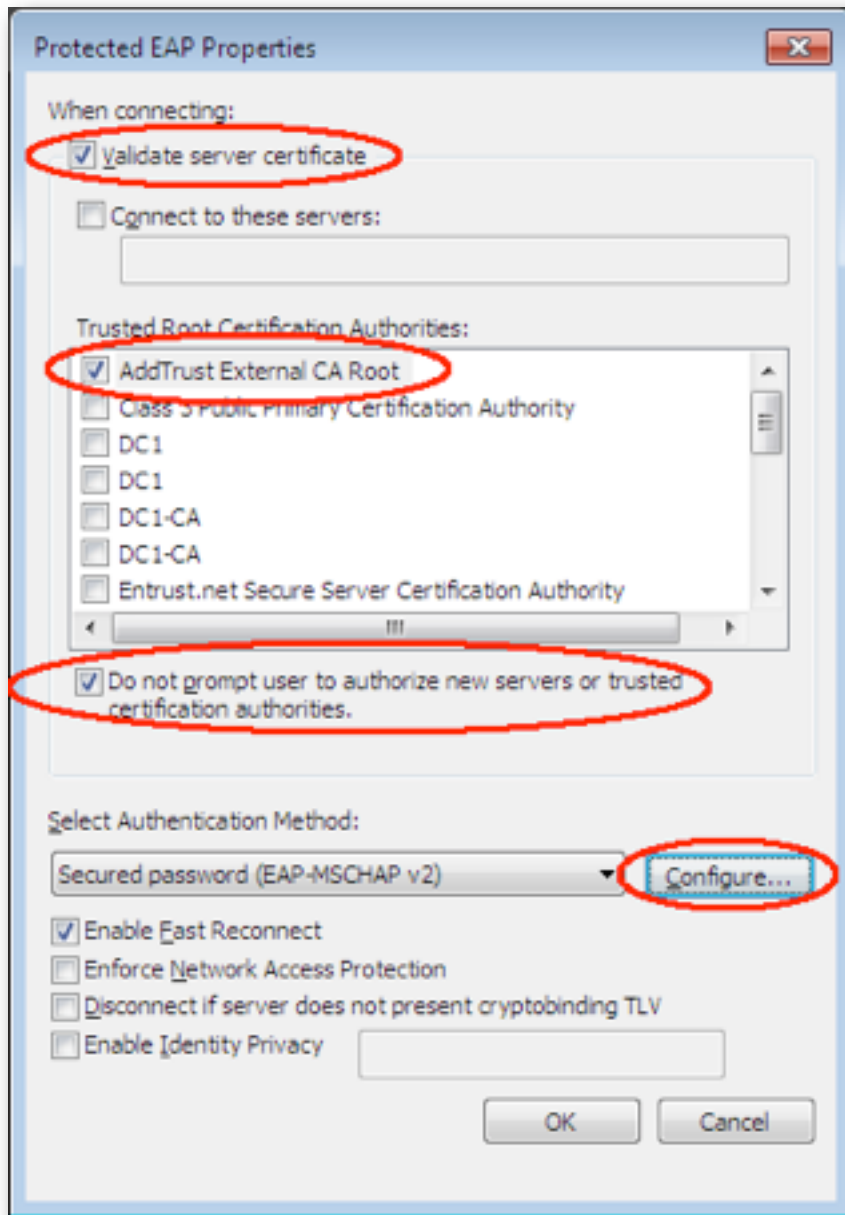 Protected EAP Properties
When connecting:
Validate server certificate
Connect to these servers:
Trusted Root Certification Authorities:
AddTrust External CA Root
Class 3 Public Primary Certification Authority
DC1
DC1
DC1-CA
DC1-CA
Entrust.net Secure Server Certification Authority
Do not prompt user to authorize new servers or trusted
certification authorities.
Select Authentication Method:
Secured password (EAP-MSCHAP v2)
Configure...
Enable Fast Reconnect
Enforce Network Access Protection
Disconnect if server does not present cryptobinding TLV
Enable Identity Privacy
OK
Cancel